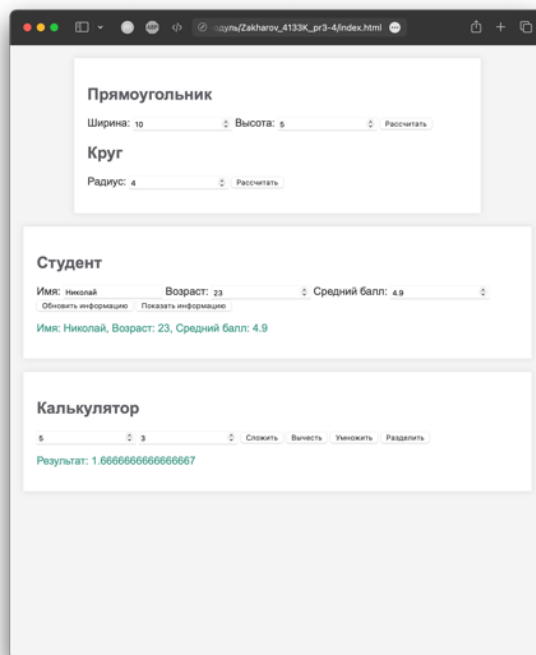 одуль/Zakharov_4133K_pr3-4/index.html
Прямоугольник
Ширина: 10 Высота: 5 Рассчитать
Круг
Радиус: 4 Рассчитать
Студент
Имя: Николай Возраст: 23 Средний балл: 4.9
Обновить информацию Показать информацию
Имя: Николай, Возраст: 23, Средний балл: 4.9
Калькулятор
5 3 Сложить Вычесть Умножить Разделить
Результат: 1.6666666666666667